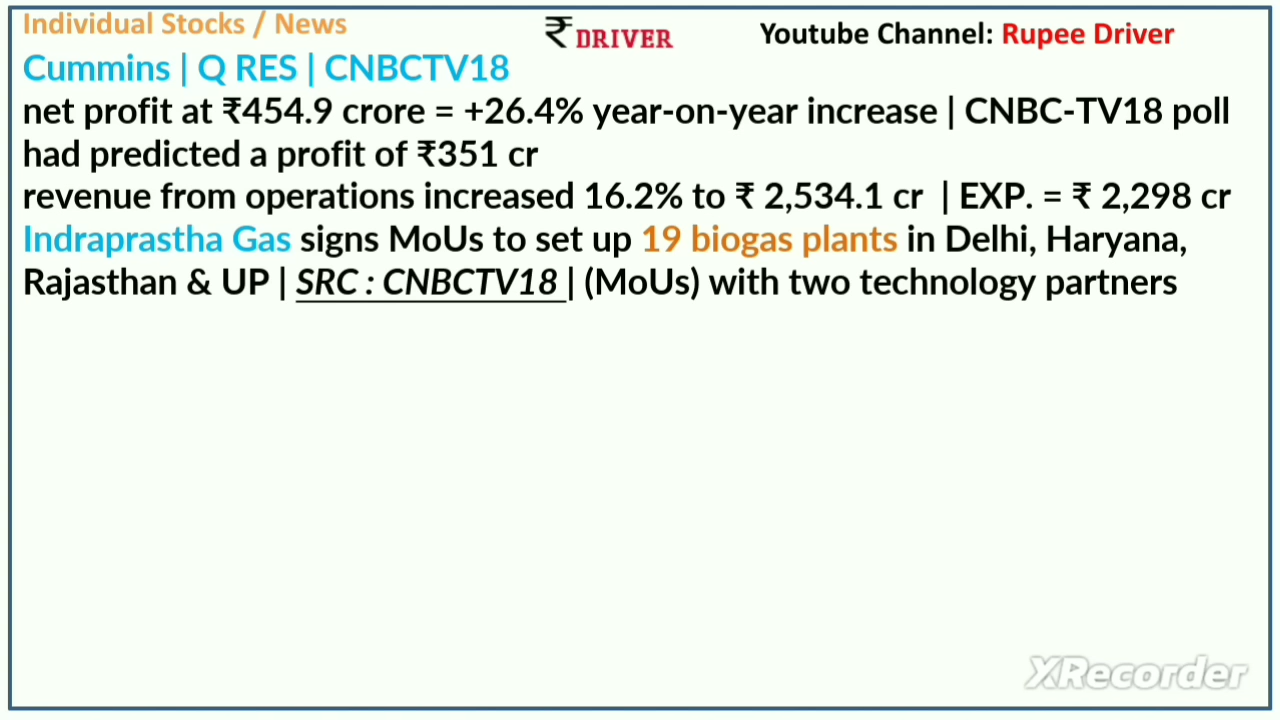 Individual Stocks / News
₹ DRIVER
Youtube Channel: Rupee Driver
Cummins | Q RES | CNBCTV18
net profit at ₹454.9 crore = +26.4% year-on-year increase | CNBC-TV18 poll
had predicted a profit of ₹351 cr
revenue from operations increased 16.2% to ₹ 2,534.1 cr | EXP. = ₹ 2,298 cr
Indraprastha Gas signs MoUs to set up 19 biogas plants in Delhi, Haryana,
Rajasthan & UP | SRC : CNBCTV18 | (MoUs) with two technology partners
XRecorder